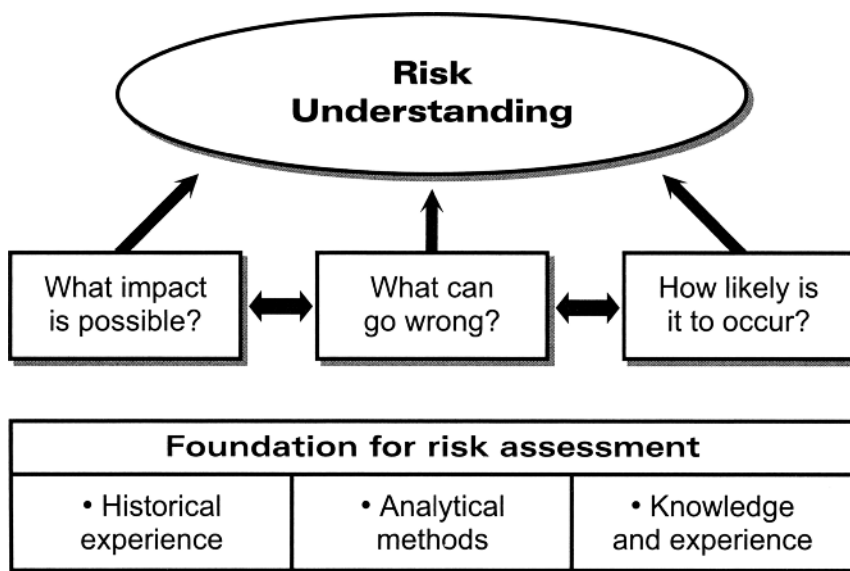 Risk
Understanding
What impact
is possible?
What can
go wrong?
How likely is
it to occur?
Foundation for risk assessment
• Historical
experience
• Analytical
methods
• Knowledge
and experience